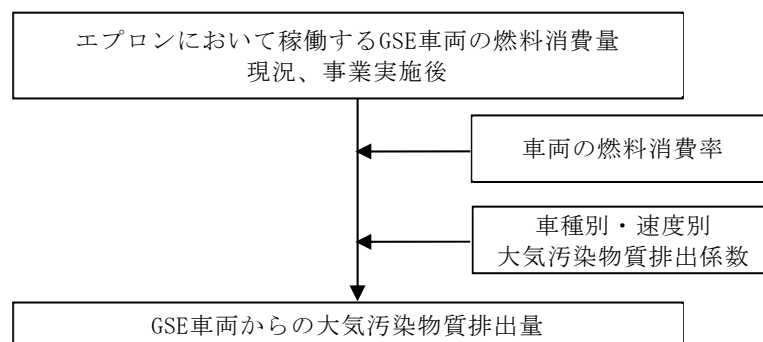 エプロンにおいて稼働するGSE車両の燃料消費量
現況、事業実施後
車両の燃料消費率
車種別・速度別
大気汚染物質排出係数
GSE車両からの大気汚染物質排出量